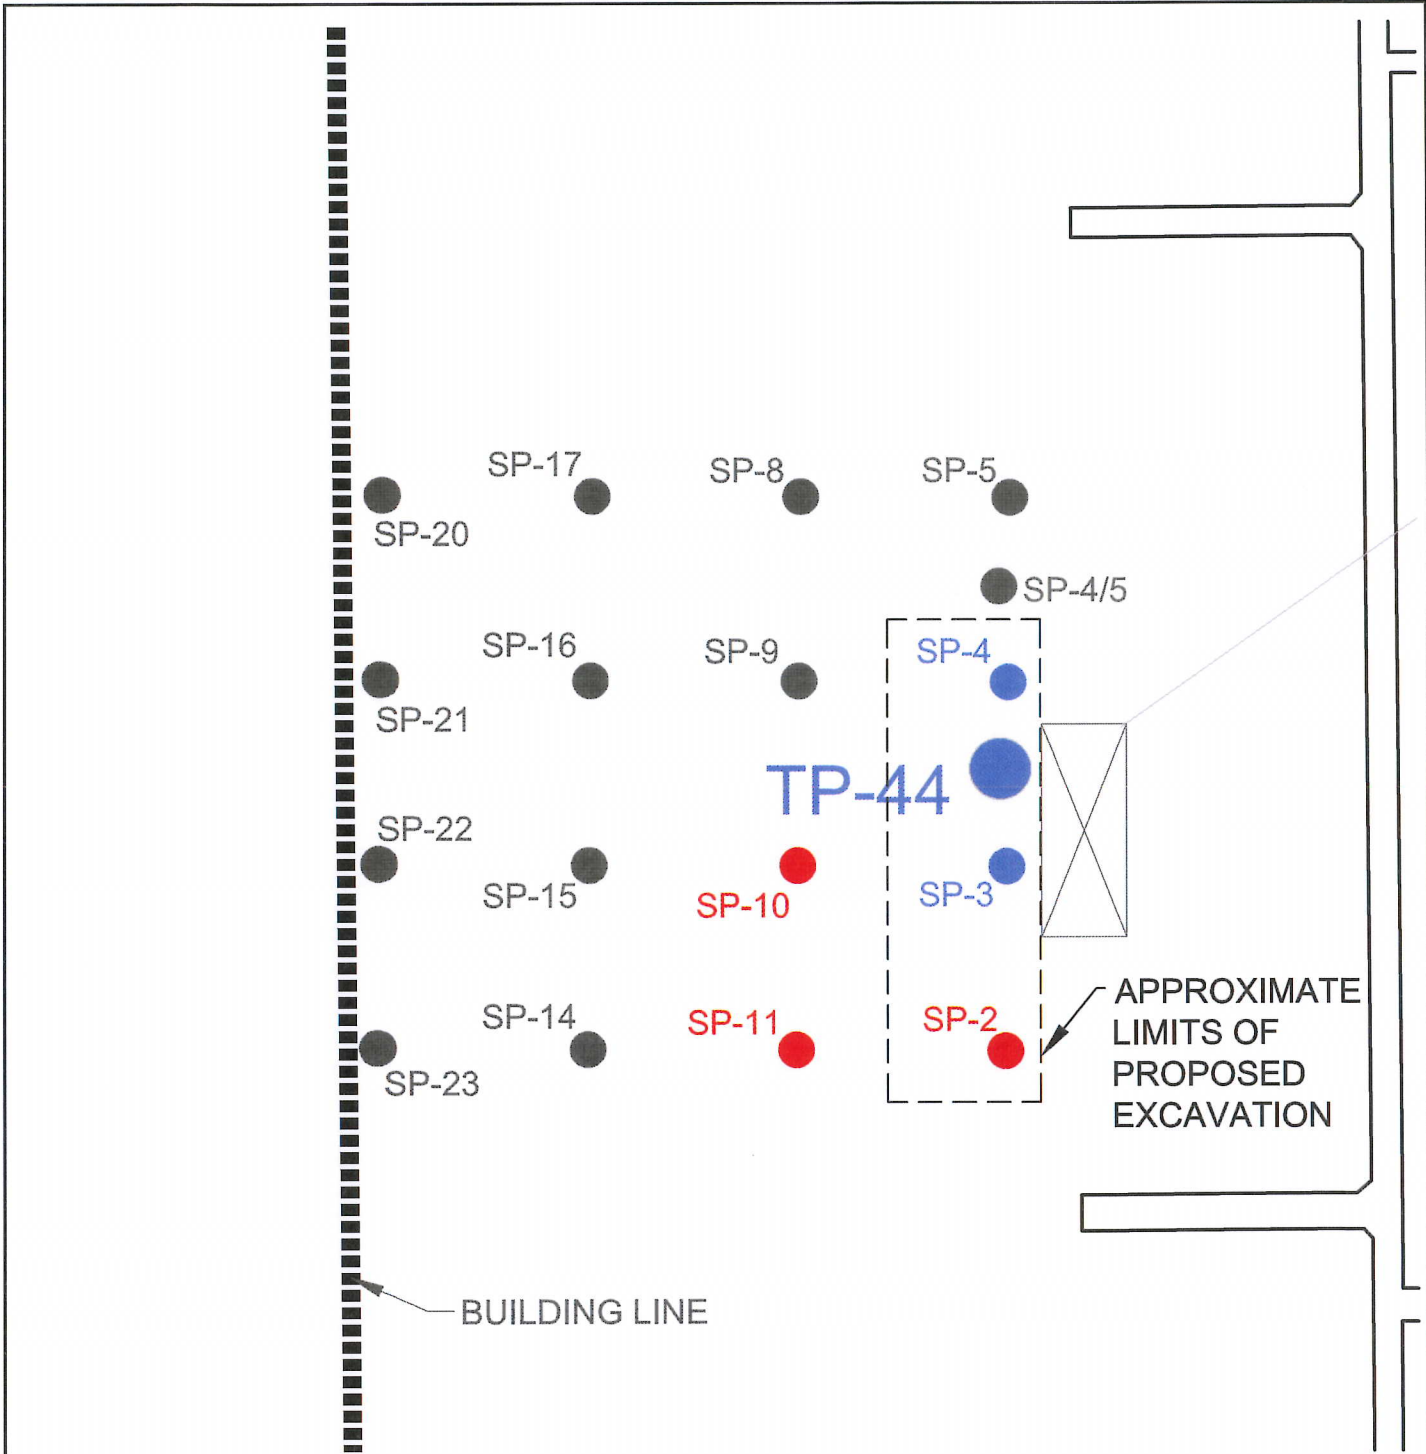 SP-17
SP-8
SP-5
SP-20
SP-4/5
SP-16
SP-9
SP-4
SP-21
TP-44
SP-22
SP-15
SP-10
SP-3
SP-14
SP-11
SP-2
SP-23
APPROXIMATE
LIMITS OF
PROPOSED
EXCAVATION
BUILDING LINE